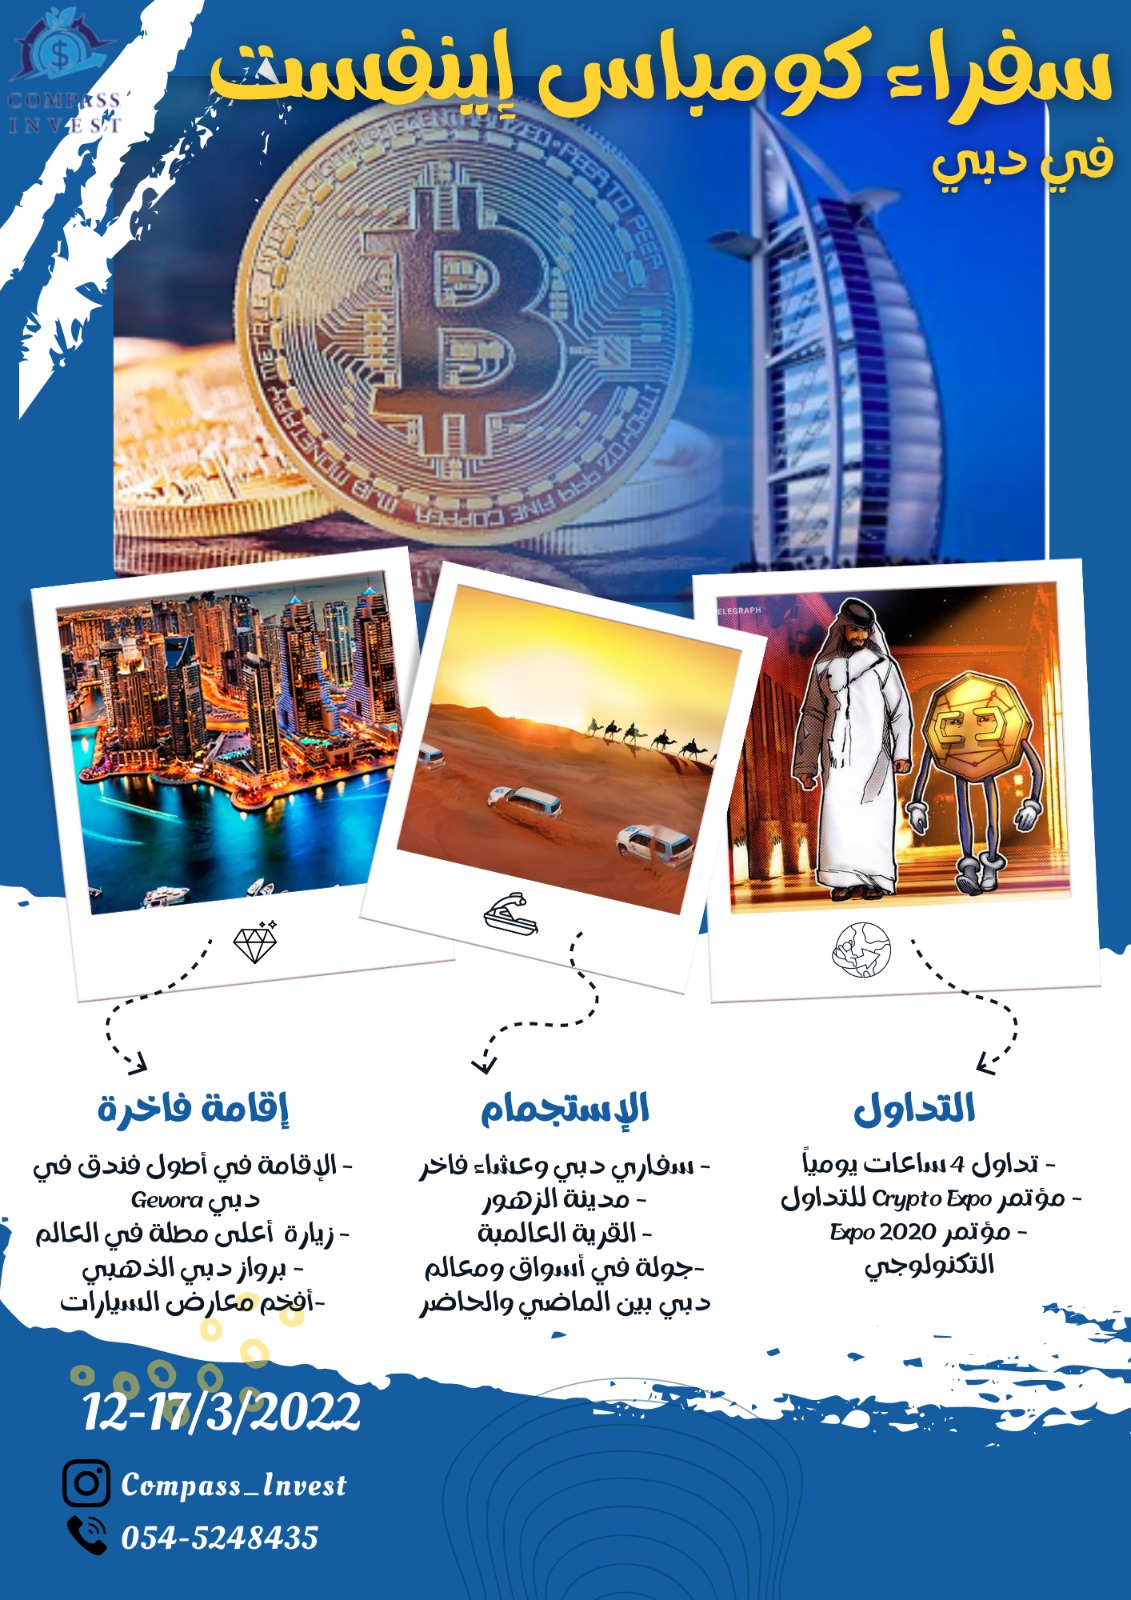 COMPASS
INVEST
سفراء كومباس إينفست
في دبي
ELEGRAPH
التداول
- تداول 4 ساعات يومياً
- مؤتمر Crypto Expo للتداول
- مؤتمر Expo 2020
التكنولوجي
الإستجمام
- سفاري دبي وعشاء فاخر
- مدينة الزهور
- القرية العالمية
-جولة في أسواق ومعالم
دبي بين الماضي والحاضر
إقامة فاخرة
- الإقامة في أطول فندق في
دبي Gevora
- زيارة أعلى مطلة في العالم
- برواز دبي الذهبي
-أفخم معارض السيارات
12-17/3/2022
Compass_Invest
054-5248435